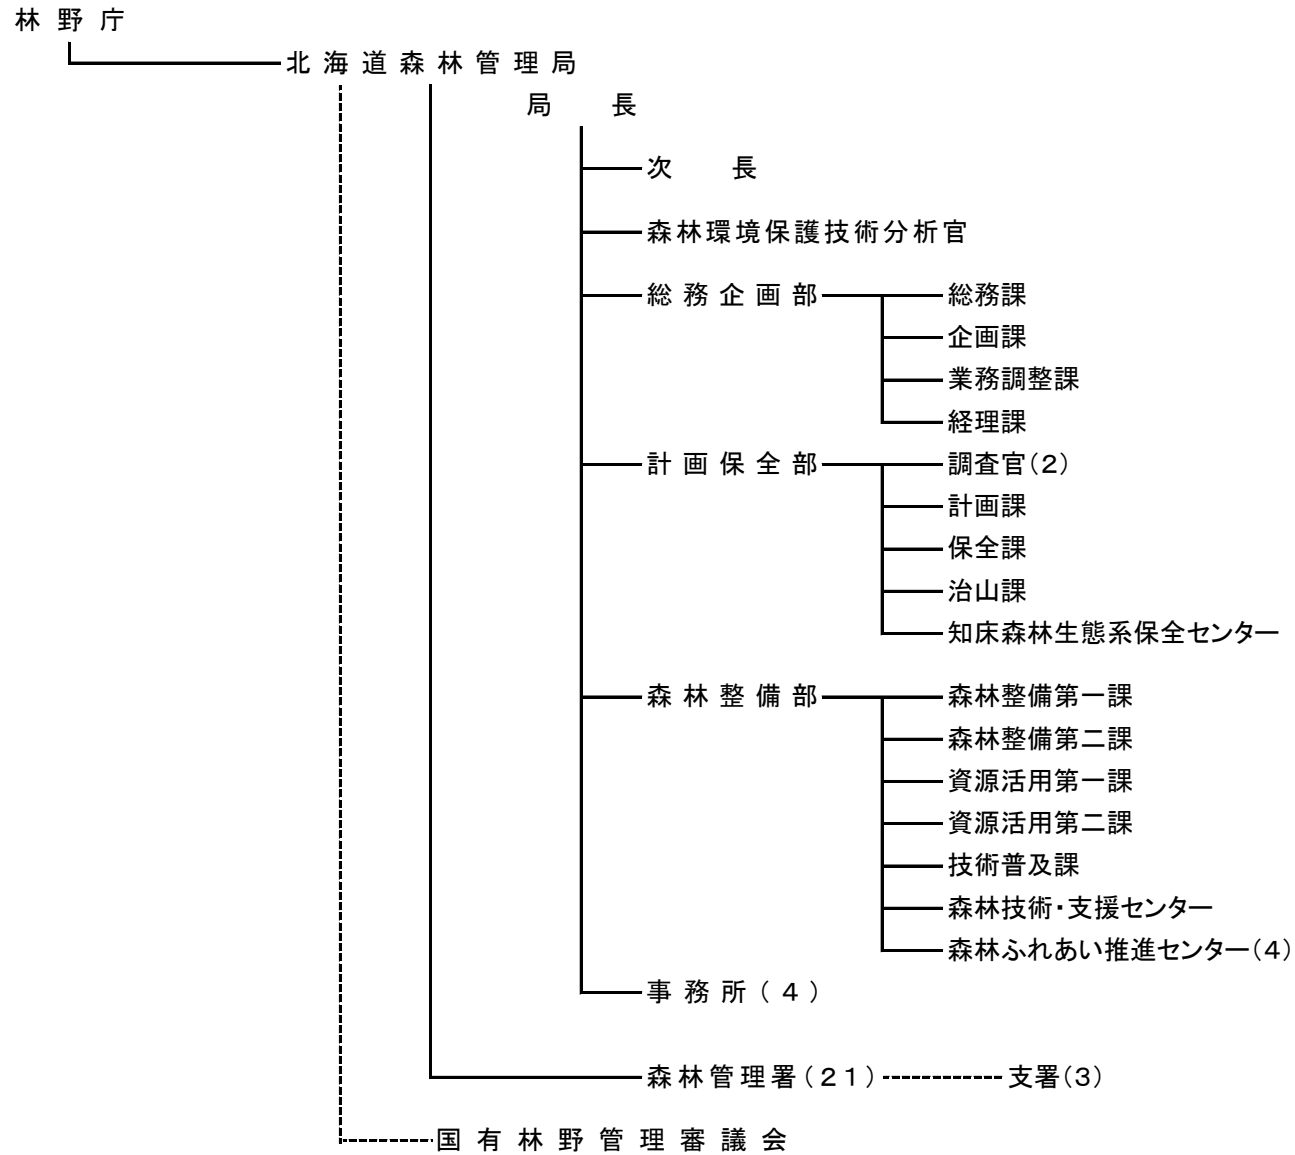 林野庁
北海道森林管理局
局　長
次　長
森林環境保護技術分析官
総務企画部　総務課
企画課
業務調整課
経理課
計画保全部　調査官（２）
計画課
保全課
治山課
知床森林生態系保全センター
森林整備部　森林整備第一課
森林整備第二課
資源活用第一課
資源活用第二課
技術普及課
森林技術・支援センター
森林ふれあい推進センター（４）
事務所（４）
森林管理署（２１）　支署（３）
国有林野管理審議会